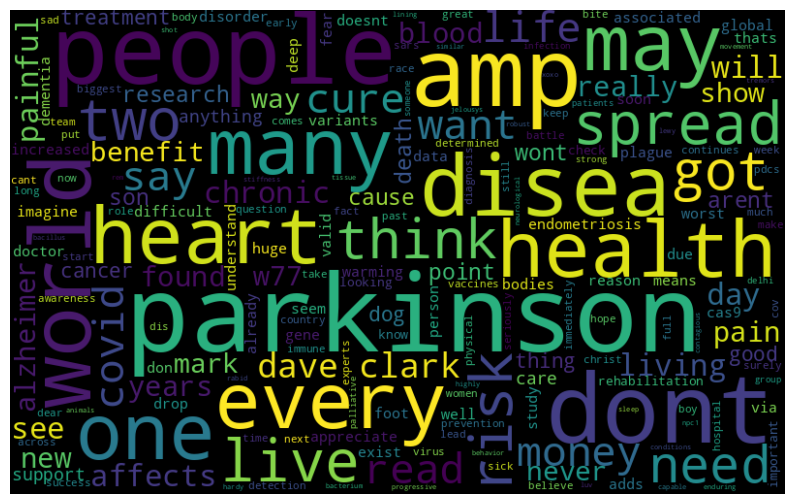 people
amp
may
life
blood
treatment
disorder
body
sad
shot
early
lining
similar
great
infection
bite
associated
global
thats
movement
painful
dementia
fear
deep
sars
race
soon
really
will
show
research
way
cure
two
anything
biggest
team
put
comes
variants
someone
keep
patients
want
spread
many
death
increased
benefit
say
chronic
cant
long
now
son
wont
data
battle
check
plague
continues
week
pdcs
got
disea
heart
think
health
world
imagine
role
difficult
question
cause
fact
past
valid
tissue
stiffness
determined
still
diagnosis
neurological
strong
arent
worst
much
make
endometriosis
doctor
start
bacillus
cancer
found
understand
huge
w77
take
warming
looking
point
person
vaccines
bodies
due
reason
means
day
delhi
cov
alzheimer
covid
awareness
parkinson
dis
already
gene
seem
country
immune
dog
know
physical
immediately
hope
seriously
cas9
full
contagious
pain
don
mark
dave clark
experts
risk
thing
living
good
christ
surely
years
drop
rabid
palliative
women
prevention
care
rehabilitation
group
every
foot
well
study
boy
npc1
via
hospital
see
one
dear
animals
across
time
next
appreciate
exist
virus
lead
sick
never
dont
money
believe
luv
adds
capable
sleep
behavior
conditions
important
need
new
support
success
affects
live
hardy
detection
bacterium
progressive
read
highly
enduring